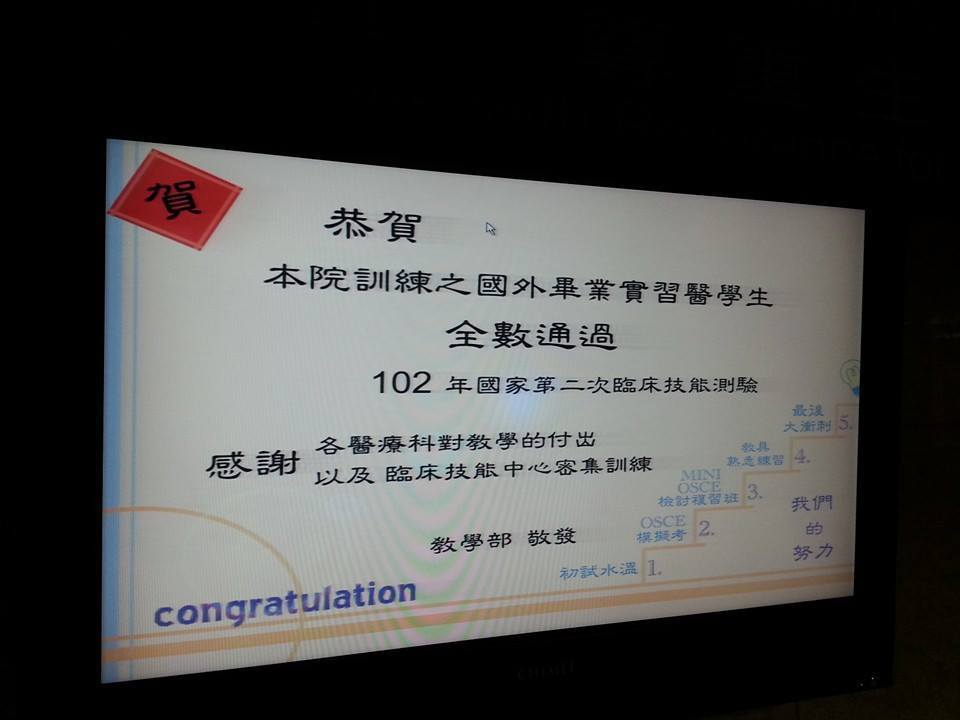 賀
恭賀
本院訓練之國外畢業實習醫學生
全數通過
102 年國家第二次臨床技能測驗
感謝
各醫療科對教學的付出
以及 臨床技能中心密集訓練
教學部 敬發
congratulation
最後
大衝刺 5.
教具
熟悉練習 4.
MINI
OSCE
檢討複習班 3.
OSCE
模擬考 2.
初試水溫 1.
我們
的
努力
CHIMEI